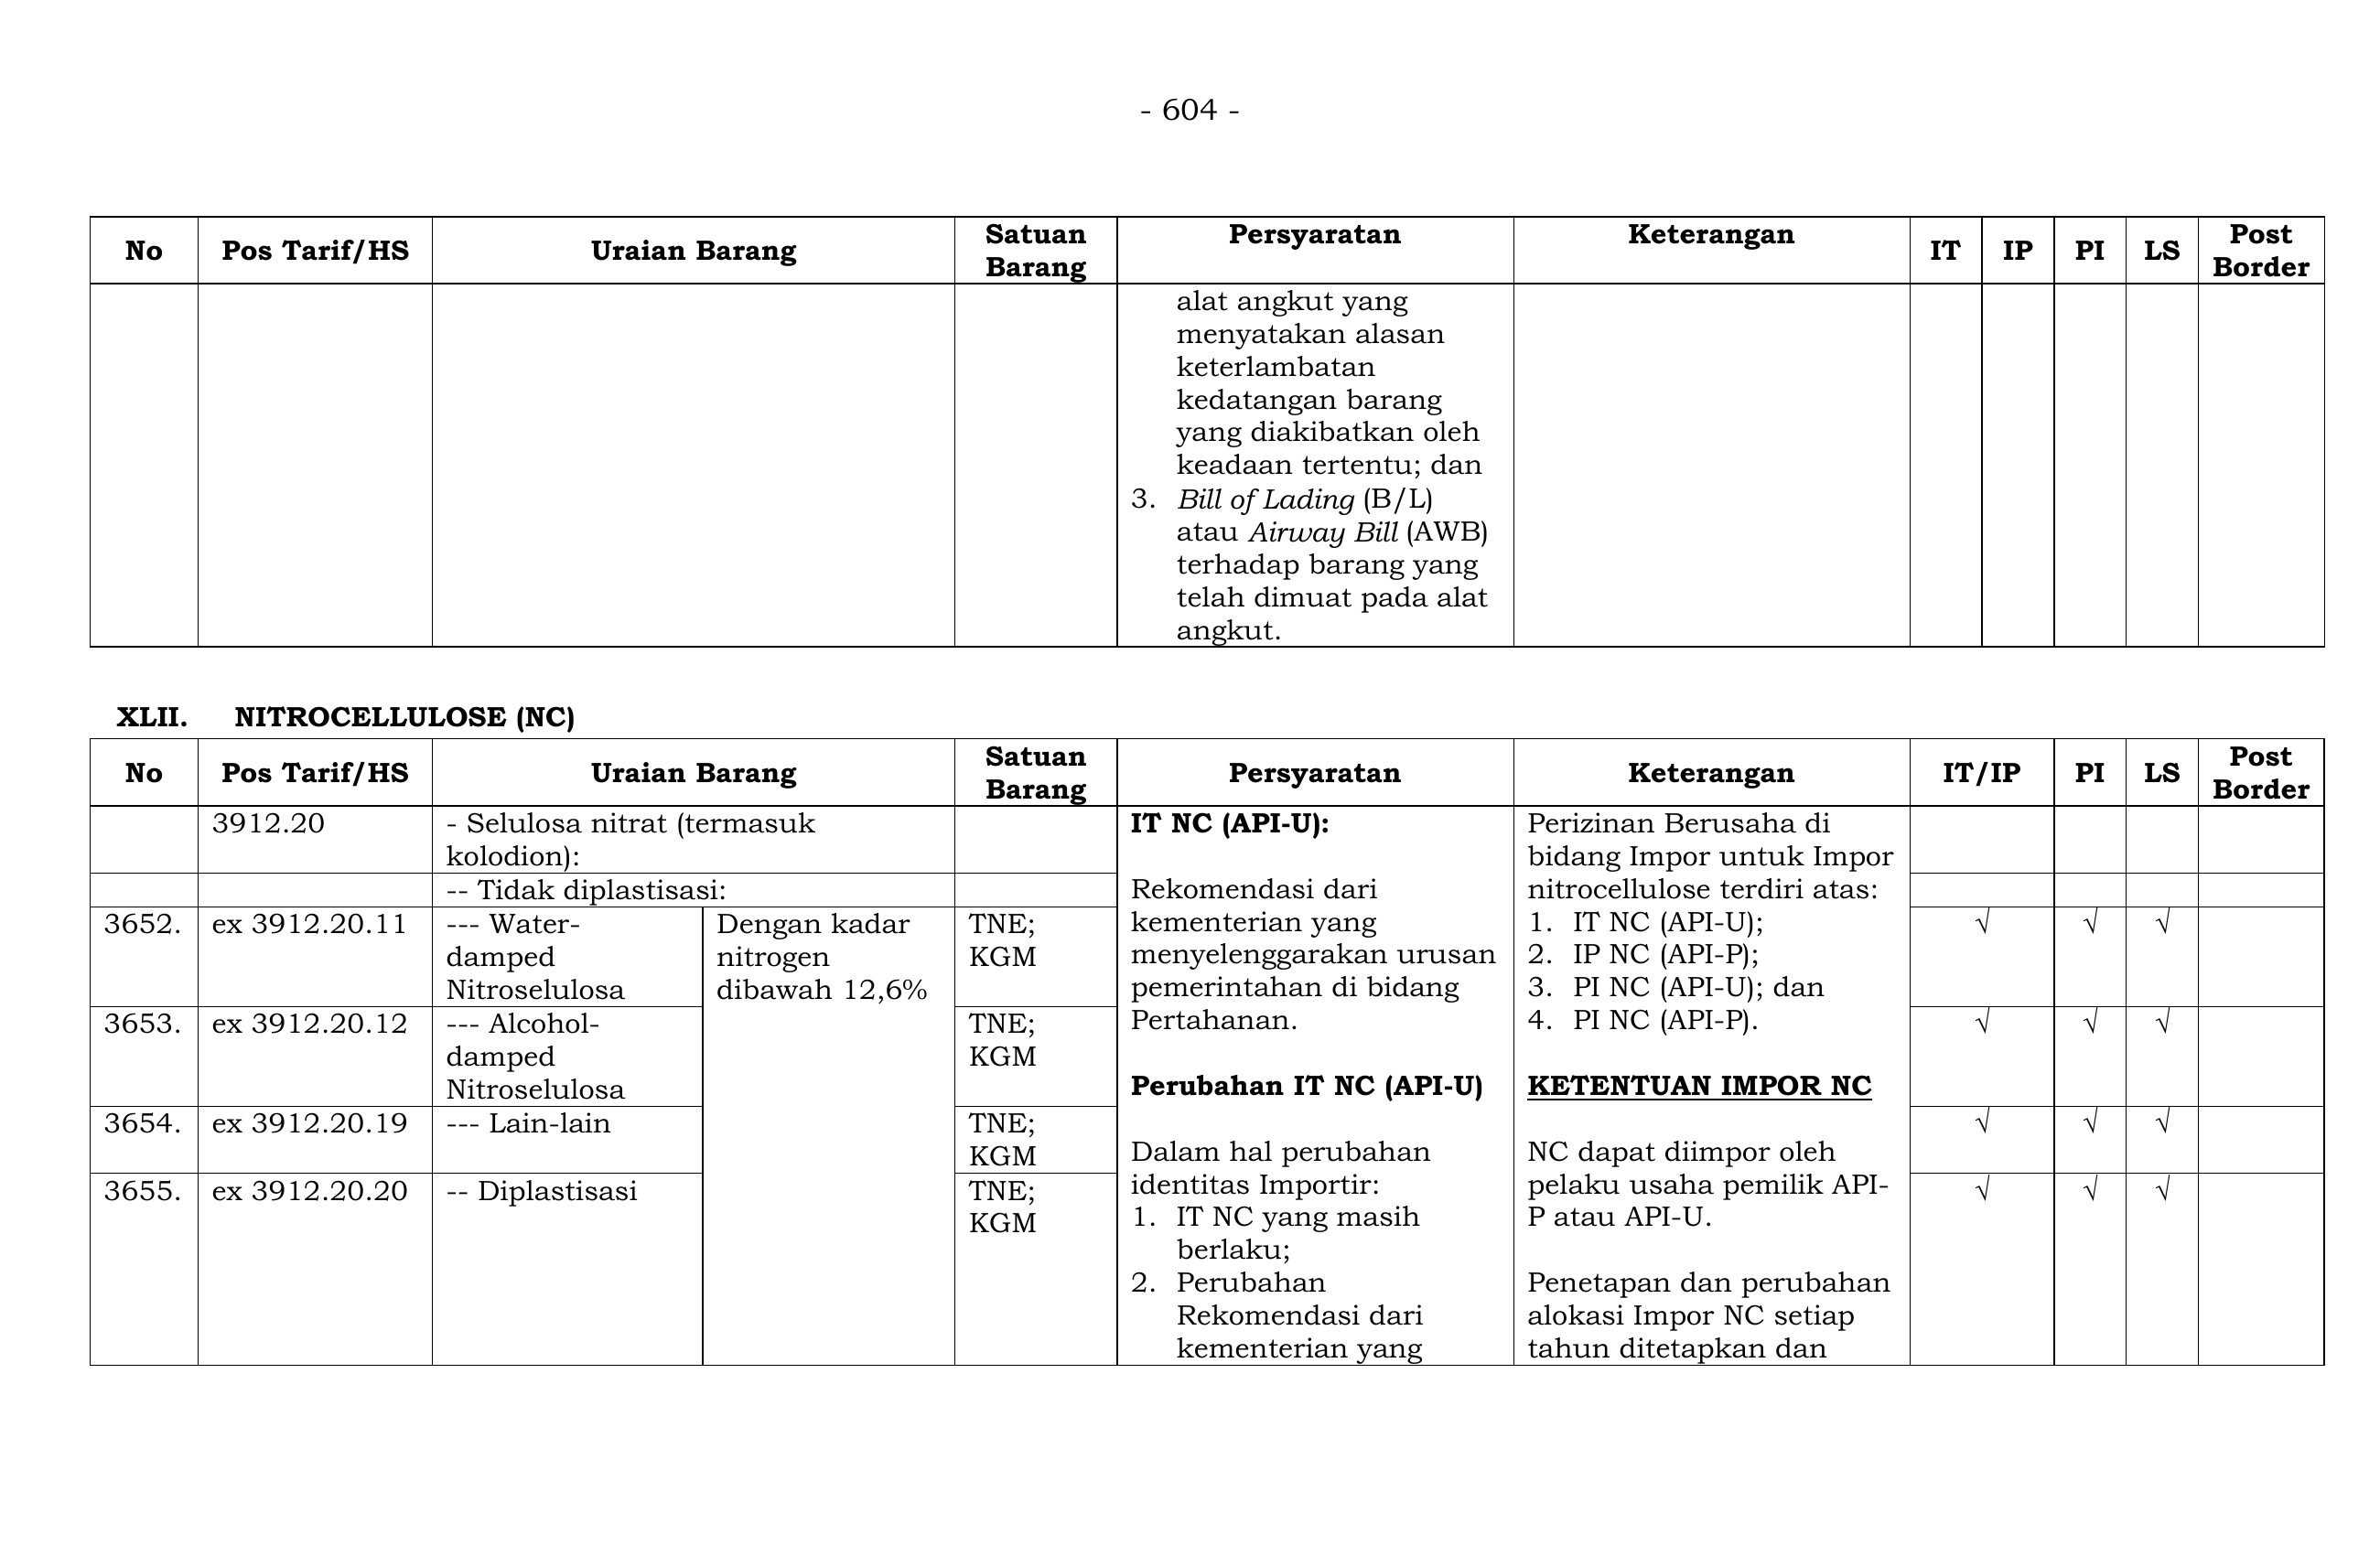 - 604 -
No
Pos Tarif/HS
Uraian Barang
Satuan
Barang
Persyaratan
Keterangan
IT
IP
PI
LS
Post
Border
alat angkut yang
menyatakan alasan
keterlambatan
kedatangan barang
yang diakibatkan oleh
keadaan tertentu; dan
3. Bill of Lading (B/L)
atau Airway Bill (AWB)
terhadap barang yang
telah dimuat pada alat
angkut.
XLII. NITROCELLULOSE (NC)
No
Pos Tarif/HS
Uraian Barang
Satuan
Barang
Persyaratan
Keterangan
IT/IP
PI
LS
Post
Border
3912.20
- Selulosa nitrat (termasuk
kolodion):
-- Tidak diplastisasi:
3652.
ex 3912.20.11
--- Water-
damped
Nitroselulosa
Dengan kadar
nitrogen
dibawah 12,6%
TNE;
KGM
√ √ √
3653.
ex 3912.20.12
--- Alcohol-
damped
Nitroselulosa
TNE;
KGM
√ √ √
3654.
ex 3912.20.19
--- Lain-lain
TNE;
KGM
√ √ √
3655.
ex 3912.20.20
-- Diplastisasi
TNE;
KGM
√ √ √
IT NC (API-U):
Rekomendasi dari
kementerian yang
menyelenggarakan urusan
pemerintahan di bidang
Pertahanan.
Perubahan IT NC (API-U)
Dalam hal perubahan
identitas Importir:
1. IT NC yang masih
berlaku;
2. Perubahan
Rekomendasi dari
kementerian yang
Perizinan Berusaha di
bidang Impor untuk Impor
nitrocellulose terdiri atas:
1. IT NC (API-U);
2. IP NC (API-P);
3. PI NC (API-U); dan
4. PI NC (API-P).
KETENTUAN IMPOR NC
NC dapat diimpor oleh
pelaku usaha pemilik API-
P atau API-U.
Penetapan dan perubahan
alokasi Impor NC setiap
tahun ditetapkan dan